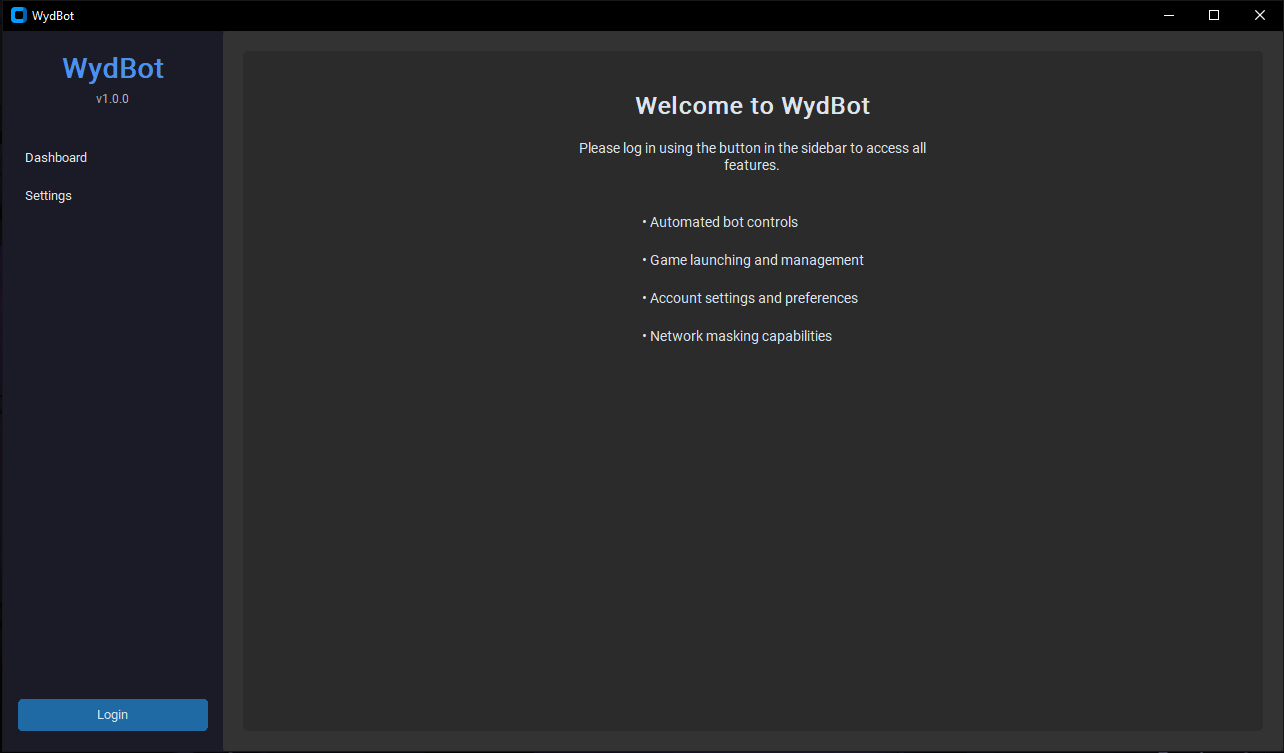 WydBot
WydBot
v1.0.0
Dashboard
Settings
Login
Welcome to WydBot
Please log in using the button in the sidebar to access all
features.
• Automated bot controls
• Game launching and management
• Account settings and preferences
• Network masking capabilities